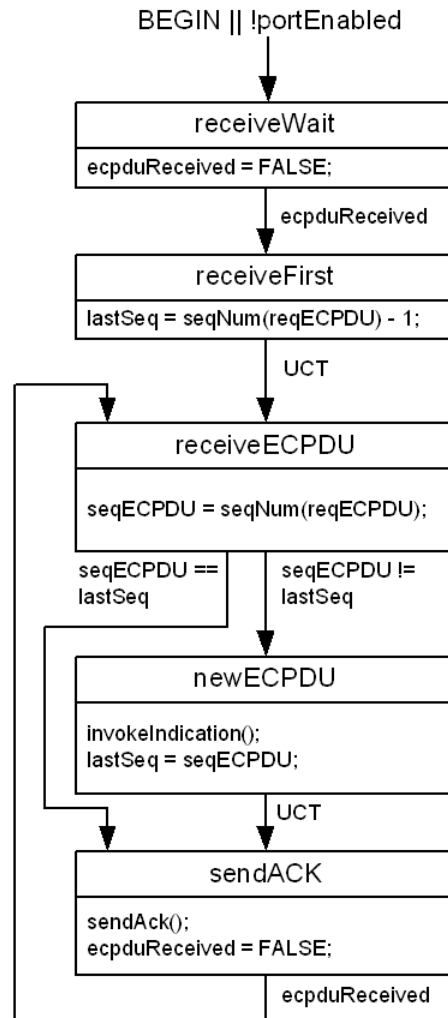 BEGIN || !portEnabled
receiveWait
ecpduReceived = FALSE;
ecpduReceived
receiveFirst
lastSeq = seqNum(reqECPDU) - 1;
UCT
receiveECPDU
seqECPDU = seqNum(reqECPDU);
seqECPDU ==
lastSeq
seqECPDU !=
lastSeq
newECPDU
invokeIndication();
lastSeq = seqECPDU;
UCT
sendACK
sendAck();
ecpduReceived = FALSE;
ecpduReceived